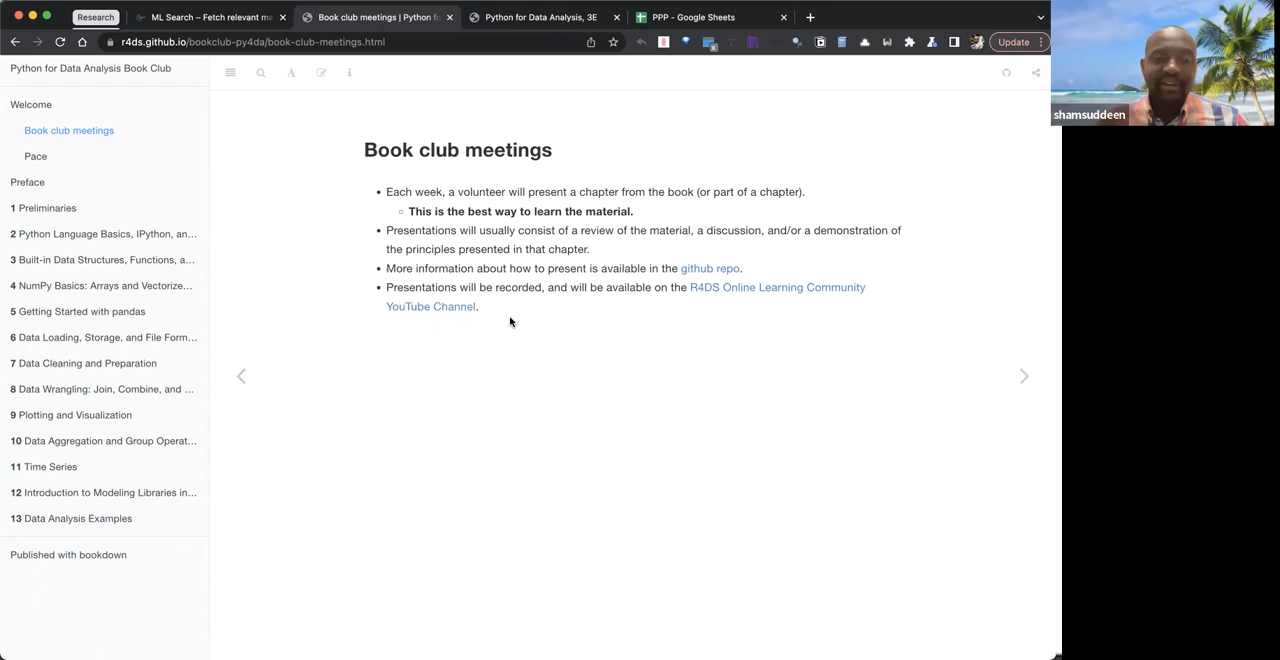 Research
ML Search – Fetch relevant ma
Book club meetings | Python fo
Python for Data Analysis, 3E
PPP - Google Sheets
r4ds.github.io/bookclub-py4da/book-club-meetings.html
Update
shamsuddeen
Python for Data Analysis Book Club
Welcome
Book club meetings
Pace
Preface
1 Preliminaries
2 Python Language Basics, IPython, an...
3 Built-in Data Structures, Functions, a...
4 NumPy Basics: Arrays and Vectorize...
5 Getting Started with pandas
6 Data Loading, Storage, and File Form...
7 Data Cleaning and Preparation
8 Data Wrangling: Join, Combine, and ...
9 Plotting and Visualization
10 Data Aggregation and Group Operat...
11 Time Series
12 Introduction to Modeling Libraries in...
13 Data Analysis Examples
Published with bookdown
Book club meetings
• Each week, a volunteer will present a chapter from the book (or part of a chapter).
◦ This is the best way to learn the material.
• Presentations will usually consist of a review of the material, a discussion, and/or a demonstration of
the principles presented in that chapter.
• More information about how to present is available in the github repo.
• Presentations will be recorded, and will be available on the R4DS Online Learning Community
YouTube Channel.